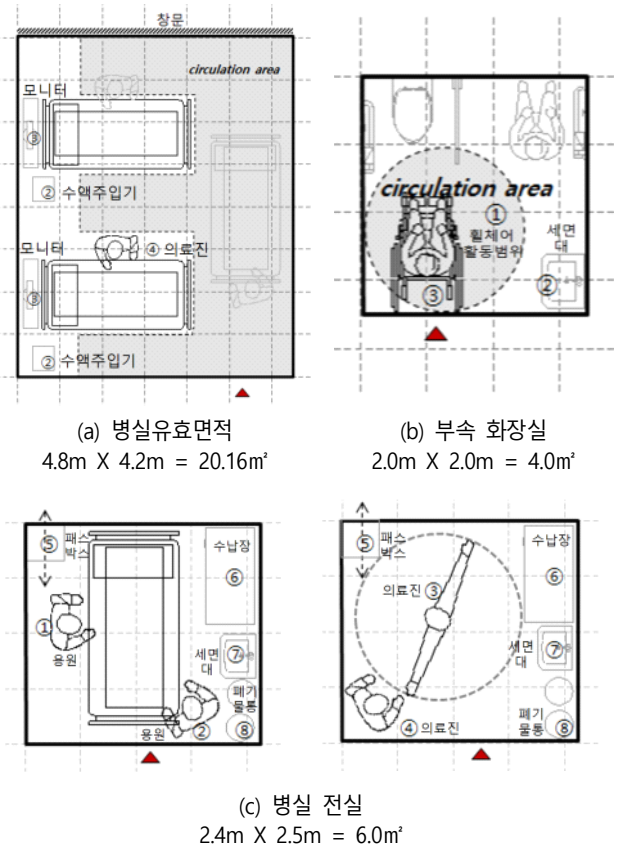 창문
circulation area
모니터
③
② 수액주입기
모니터
④ 의료진
③
② 수액주입기
circulation area
①
휠체어
활동범위
세면
대
②
③
(a) 병실유효면적
4.8m X 4.2m = 20.16㎡
(b) 부속 화장실
2.0m X 2.0m = 4.0㎡
⑤ 패스
박스
수납장
⑥
①
용원
세면
대
⑦
폐기
물통
용원
②
⑧
⑤ 패스
박스
수납장
의료진 ③
⑥
세면
대
⑦
폐기
물통
④ 의료진
⑧
(c) 병실 전실
2.4m X 2.5m = 6.0㎡